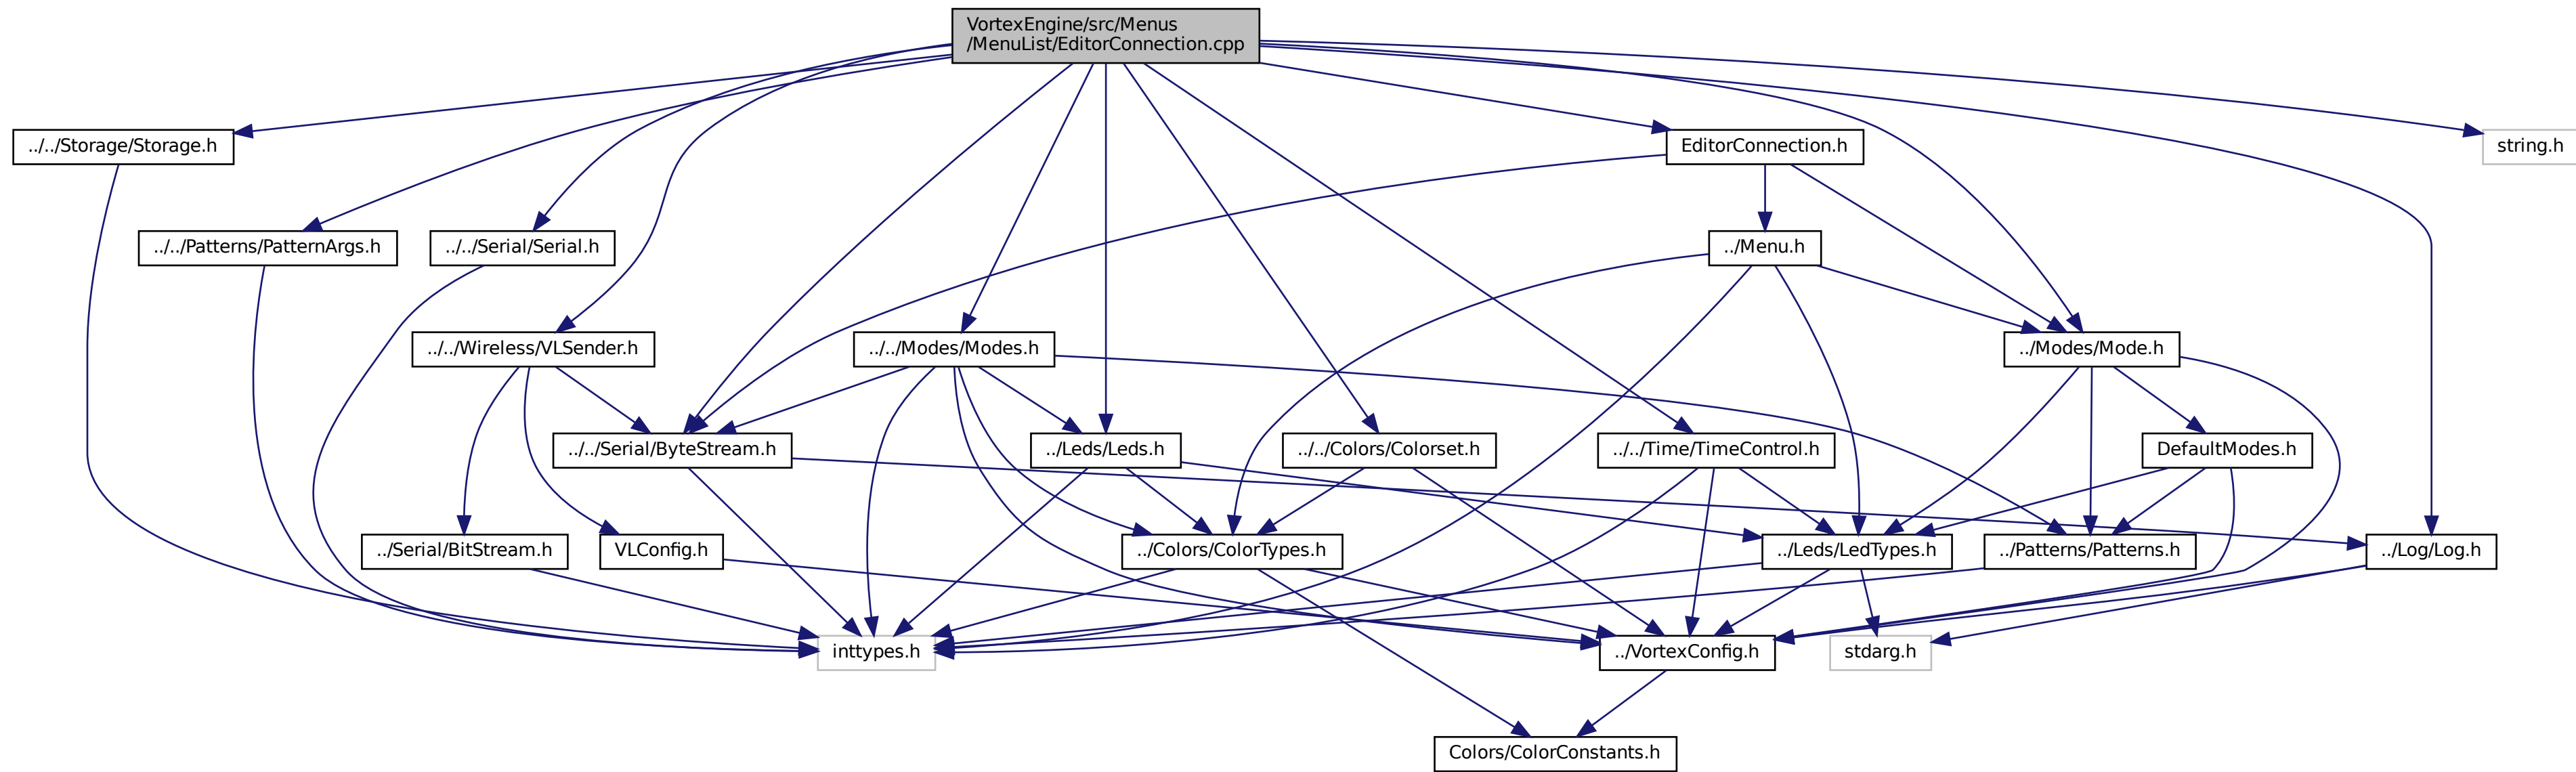 VortexEngine/src/Menus
/MenuList/EditorConnection.cpp
../../Storage/Storage.h
EditorConnection.h
string.h
../../Patterns/PatternArgs.h
../../Serial/Serial.h
../Menu.h
../../Wireless/VLSender.h
../../Modes/Modes.h
../Modes/Mode.h
../../Serial/ByteStream.h
../Leds/Leds.h
../../Colors/Colorset.h
../../Time/TimeControl.h
DefaultModes.h
../Serial/BitStream.h
VLConfig.h
../Colors/ColorTypes.h
../Leds/LedTypes.h
../Patterns/Patterns.h
../Log/Log.h
inttypes.h
../VortexConfig.h
stdarg.h
Colors/ColorConstants.h